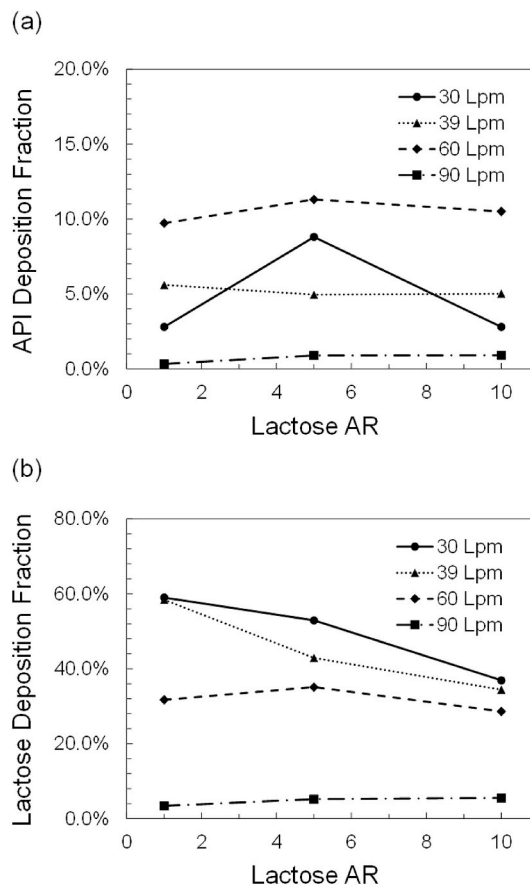 (a)
API Deposition Fraction
20.0%
15.0%
10.0%
5.0%
0.0%
30 Lpm
39 Lpm
60 Lpm
90 Lpm
0 2 4 6 8 10
Lactose AR
(b)
Lactose Deposition Fraction
80.0%
60.0%
40.0%
20.0%
0.0%
30 Lpm
39 Lpm
60 Lpm
90 Lpm
0 2 4 6 8 10
Lactose AR